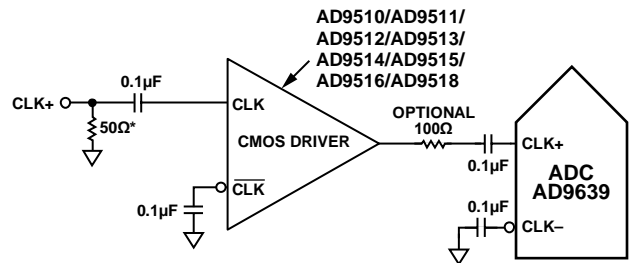 AD9510/AD9511/
AD9512/AD9513/
AD9514/AD9515/
AD9516/AD9518
0.1µF
CLK+
CLK
50Ω*
CMOS DRIVER
OPTIONAL
100Ω
0.1µF
CLK+
ADC
AD9639
CLK
0.1µF
0.1µF
CLK–